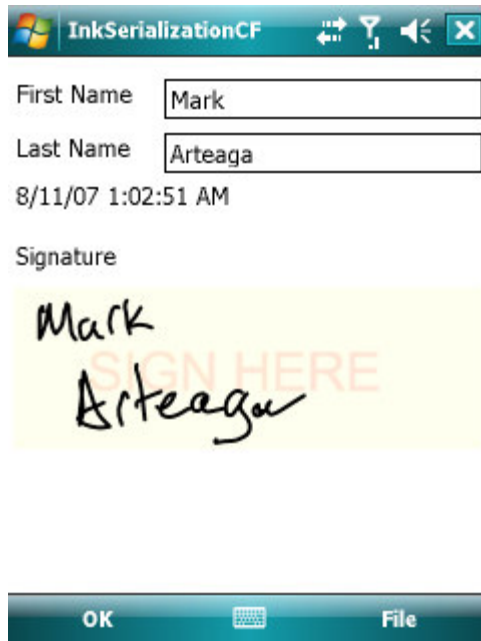 InkSerializationCF
First Name Mark
Last Name Arteaga
8/11/07 1:02:51 AM
Signature
Mark
SIGN HERE
Arteaga
OK File